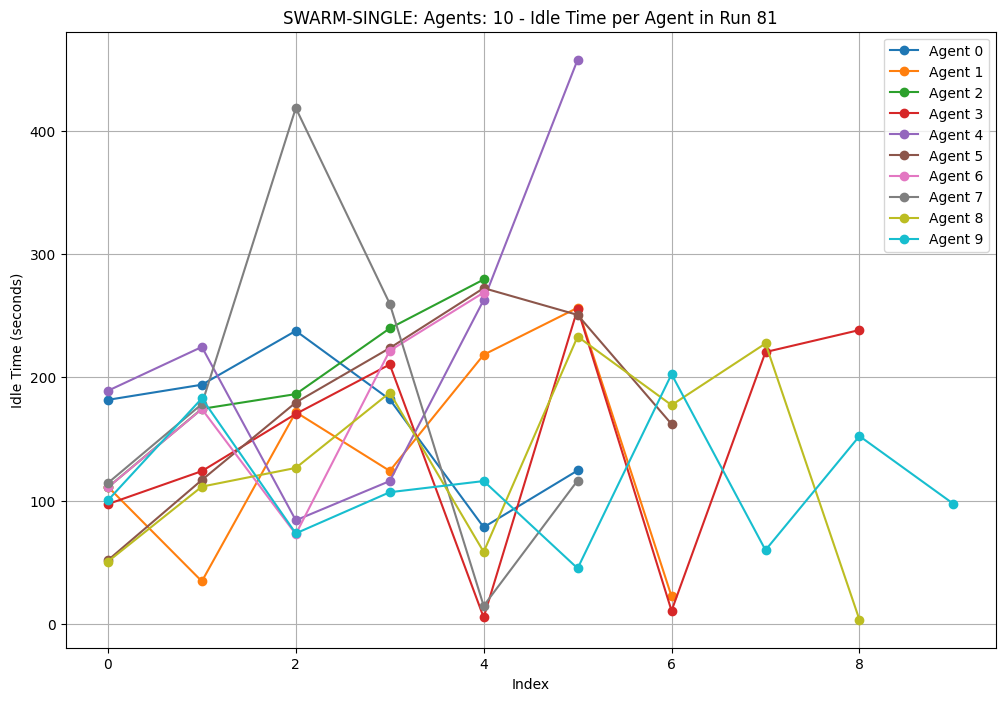 SWARM-SINGLE: Agents: 10 - Idle Time per Agent in Run 81
Idle Time (seconds)
400
300
200
100
0
0
2
4
6
8
Index
Agent 0
Agent 1
Agent 2
Agent 3
Agent 4
Agent 5
Agent 6
Agent 7
Agent 8
Agent 9